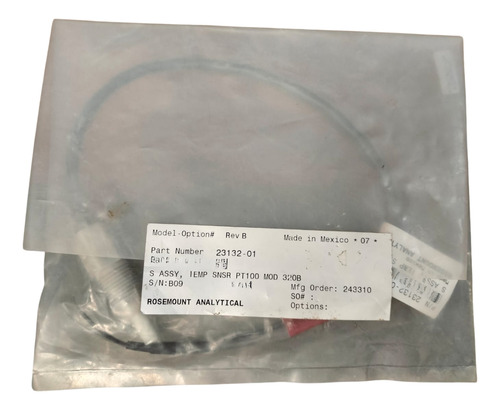 Model-Option# Rev B Made in Mexico * 07 *
Part Number 23132-01
S ASSY, TEMP SNSR PT100 MOD 320B
S/N:B09 Mfg Order: 243310
SO# :
ROSEMOUNT ANALYTICAL Options: